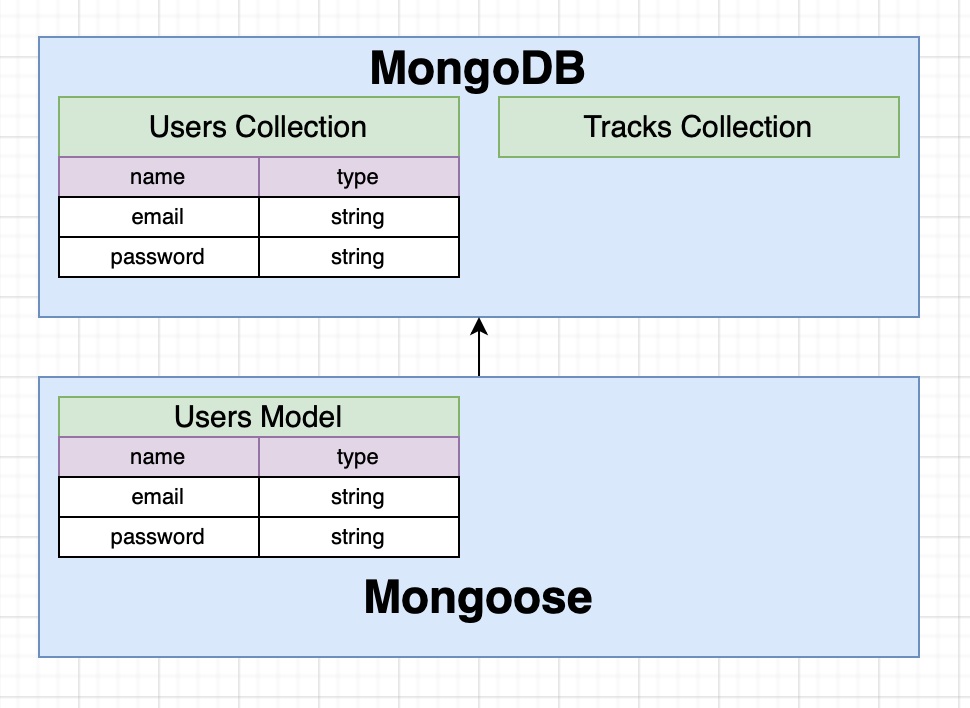 MongoDB
Users Collection
name type
email string
password string
Tracks Collection
Users Model
name type
email string
password string
Mongoose